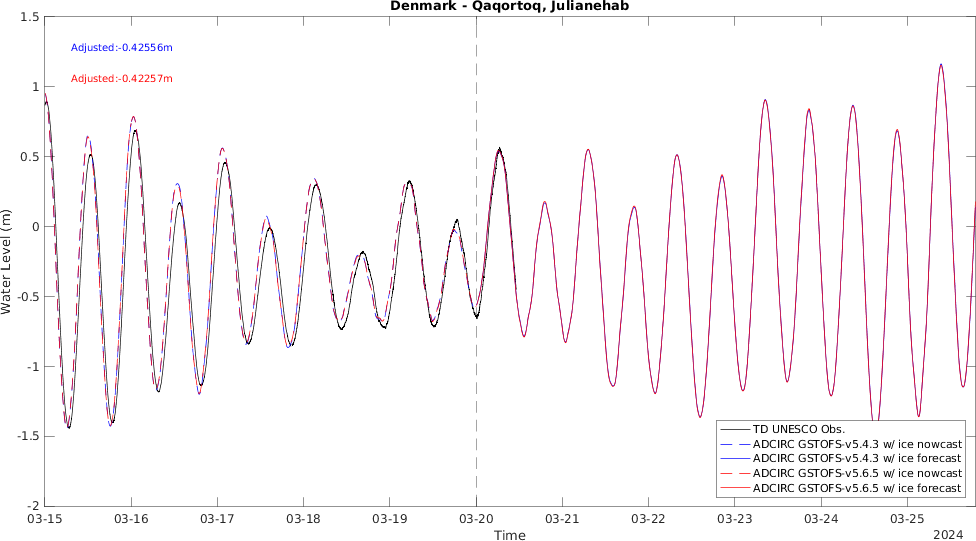 Denmark - Qaqortoq, Julianehab
Adjusted:-0.42556m
Adjusted:-0.42257m
Water Level (m)
1.5
1
0.5
0
-0.5
-1
-1.5
-2
TD UNESCO Obs.
ADCIRC GSTOFS-v5.4.3 w/ ice nowcast
ADCIRC GSTOFS-v5.4.3 w/ ice forecast
ADCIRC GSTOFS-v5.6.5 w/ ice nowcast
ADCIRC GSTOFS-v5.6.5 w/ ice forecast
03-15 03-16 03-17 03-18 03-19 03-20 03-21 03-22 03-23 03-24 03-25
Time
2024